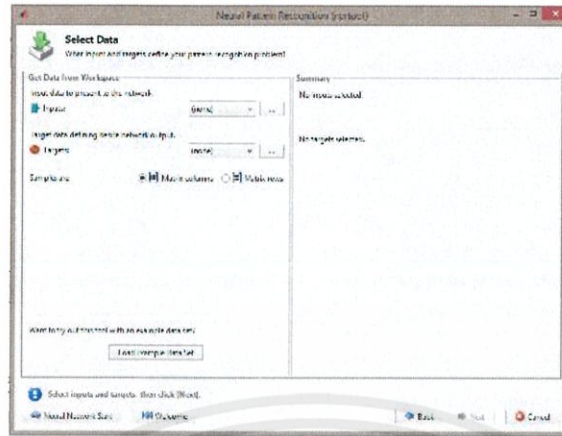 Neural Pattern Recognition (nprtool)
Select Data
What inputs and targets define your pattern recognition problem?
Get Data from Workspace
Input data to present to the network.
Inputs: (none) ...
Target data defining desired network output.
Targets: (none) ...
Samples are: Matrix columns Matrix rows
Summary
No inputs selected.
No targets selected.
Want to try out this tool with an example data set?
Load Example Data Set
Select inputs and targets, then click [Next].
Neural Network Start Welcome Back Next Cancel